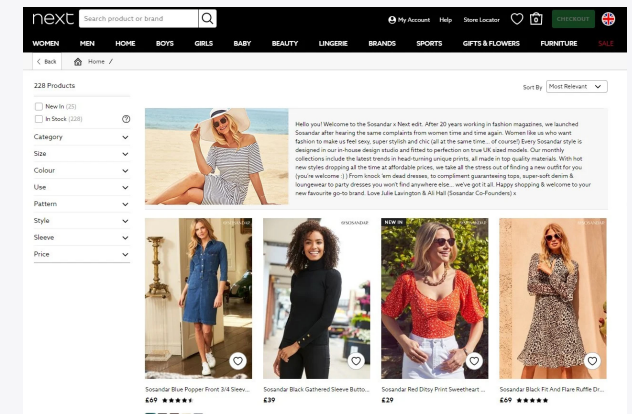 next
Search product or brand
My Account Help Store Locator 0 CHECKOUT
WOMEN MEN HOME BOYS GIRLS BABY BEAUTY LINGERIE BRANDS SPORTS GIFTS & FLOWERS FURNITURE SALE
< Back Home /
228 Products
Sort By Most Relevant
New In (25)
In Stock (228) ?
Category
Size
Colour
Use
Pattern
Style
Sleeve
Price
Hello you! Welcome to the Sosandar x Next edit. After 20 years working in fashion magazines, we launched
Sosandar after hearing the same complaints from women time and time again. Women like us who want
fashion to make us feel sexy, super stylish and chic (all at the same time... of course!) Every Sosandar style is
designed in our in-house design studio and fitted to perfection on true UK sized models. Our monthly
collections include the latest trends in head-turning unique prints, all made in top quality materials. With hot
new styles dropping all the time at affordable prices, we take all the stress out of finding a new outfit for you
(you're welcome :) ) From knock 'em dead dresses, to compliment guaranteeing tops, super-soft denim &
loungewear to party dresses you won't find anywhere else... we've got it all. Happy shopping & welcome to your
new favourite go-to brand. Love Julie Lavington & Ali Hall (Sosandar Co-Founders) x
SOSANDAR
NEW IN
Sosandar Blue Popper Front 3/4 Sleev...
£69
Sosandar Black Gathered Sleeve Butto...
£39
Sosandar Red Ditsy Print Sweetheart ...
£29
Sosandar Black Fit And Flare Ruffle Dr...
£69